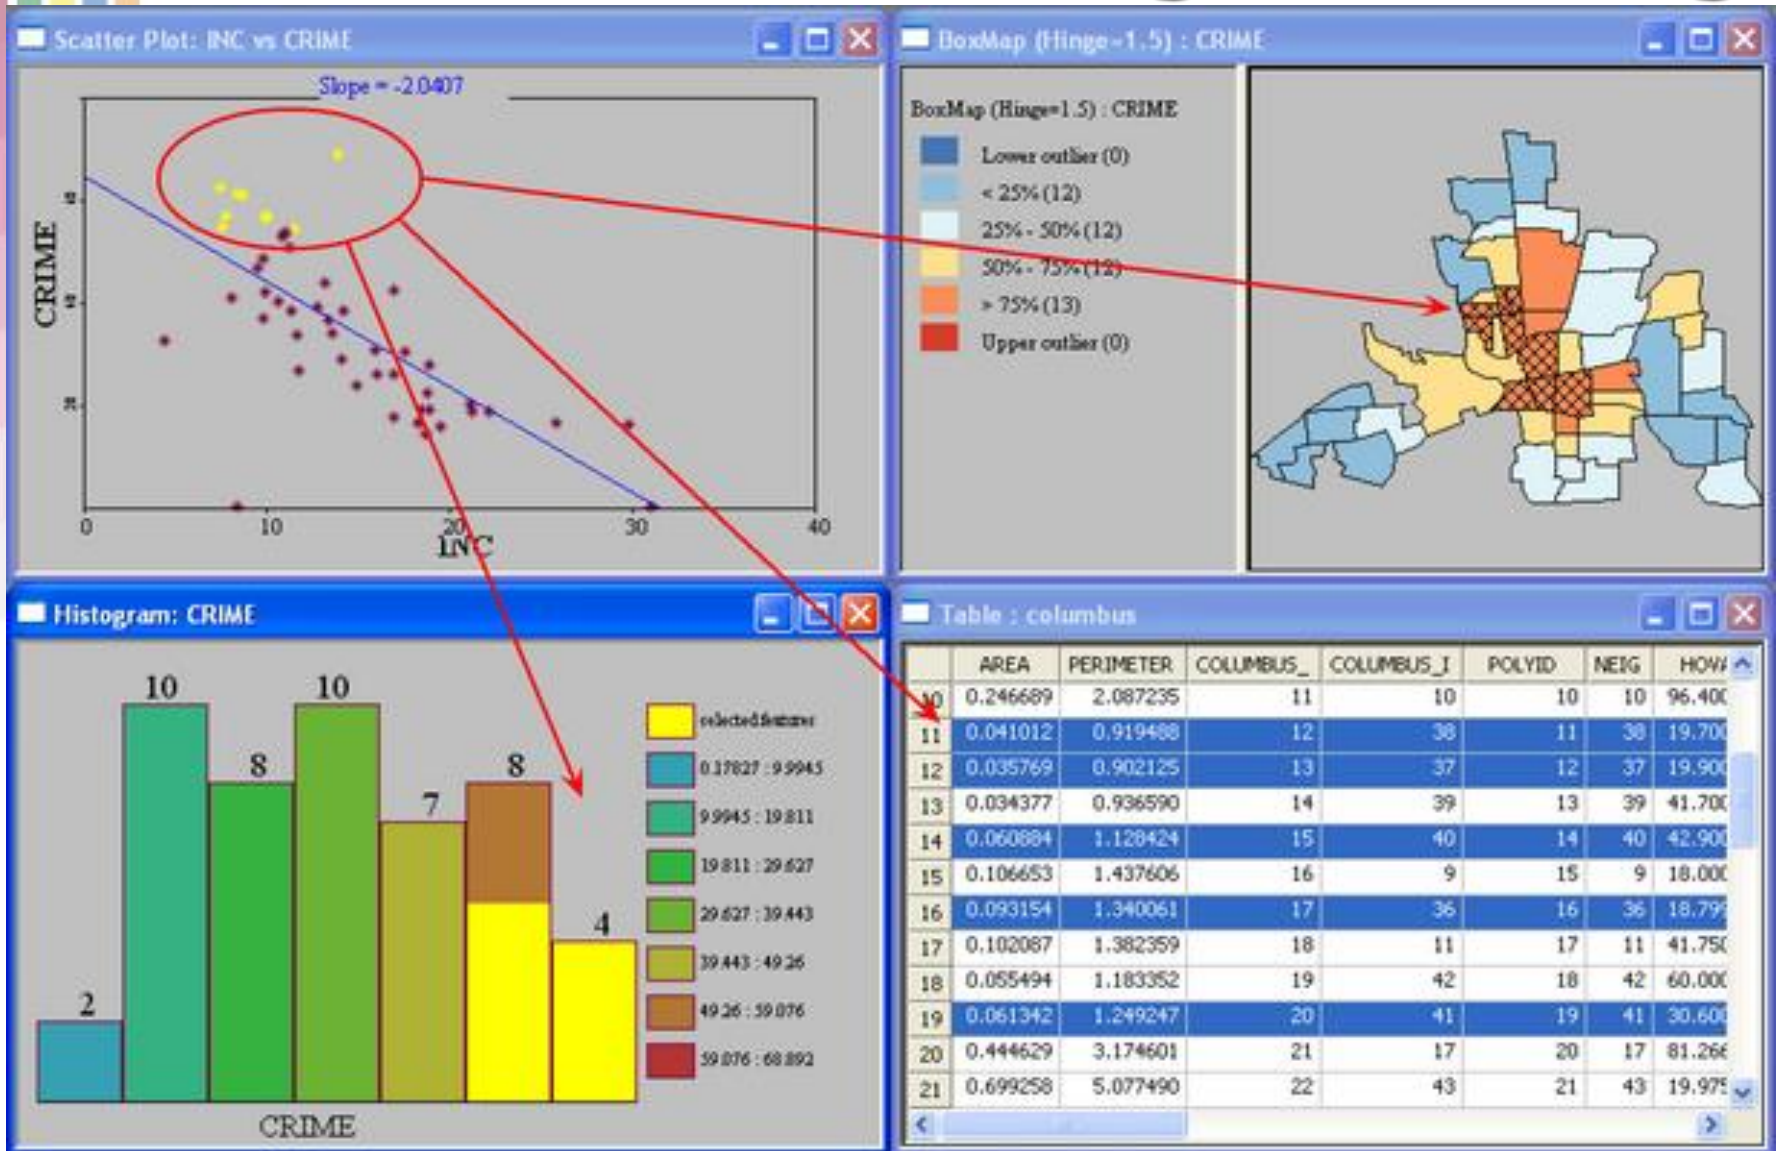 Scatter Plot: INC vs CRIME
Slope = -2.0407
CRIME
0
10
20
30
40
INC
BoxMap (Hinge=1.5) : CRIME
BoxMap (Hinge=1.5) : CRIME
Lower outlier (0)
< 25% (12)
25% - 50% (12)
50% - 75% (12)
> 75% (13)
Upper outlier (0)
Histogram: CRIME
2
10
8
10
7
8
4
CRIME
selected features
0.17827 : 9.9945
9.9945 : 19.811
19.811 : 29.627
29.627 : 39.443
39.443 : 49.26
49.26 : 59.076
59.076 : 68.892
Table : columbus
AREA PERIMETER COLUMBUS_ COLUMBUS_I POLYID NEIG
0.246689 2.087235 11 10 10 10 96.400
11 0.041012 0.919488 12 38 11 38 19.700
12 0.035769 0.902125 13 37 12 37 19.900
13 0.034377 0.936590 14 39 13 39 41.700
14 0.060884 1.128424 15 40 14 40 42.900
15 0.106653 1.437606 16 9 15 9 18.000
16 0.093154 1.340061 17 36 16 36 18.799
17 0.102087 1.382359 18 11 17 11 41.750
18 0.055494 1.183352 19 42 18 42 60.000
19 0.061342 1.249247 20 41 19 41 30.600
20 0.444629 3.174601 21 17 20 17 81.266
21 0.699258 5.077490 22 43 21 43 19.975